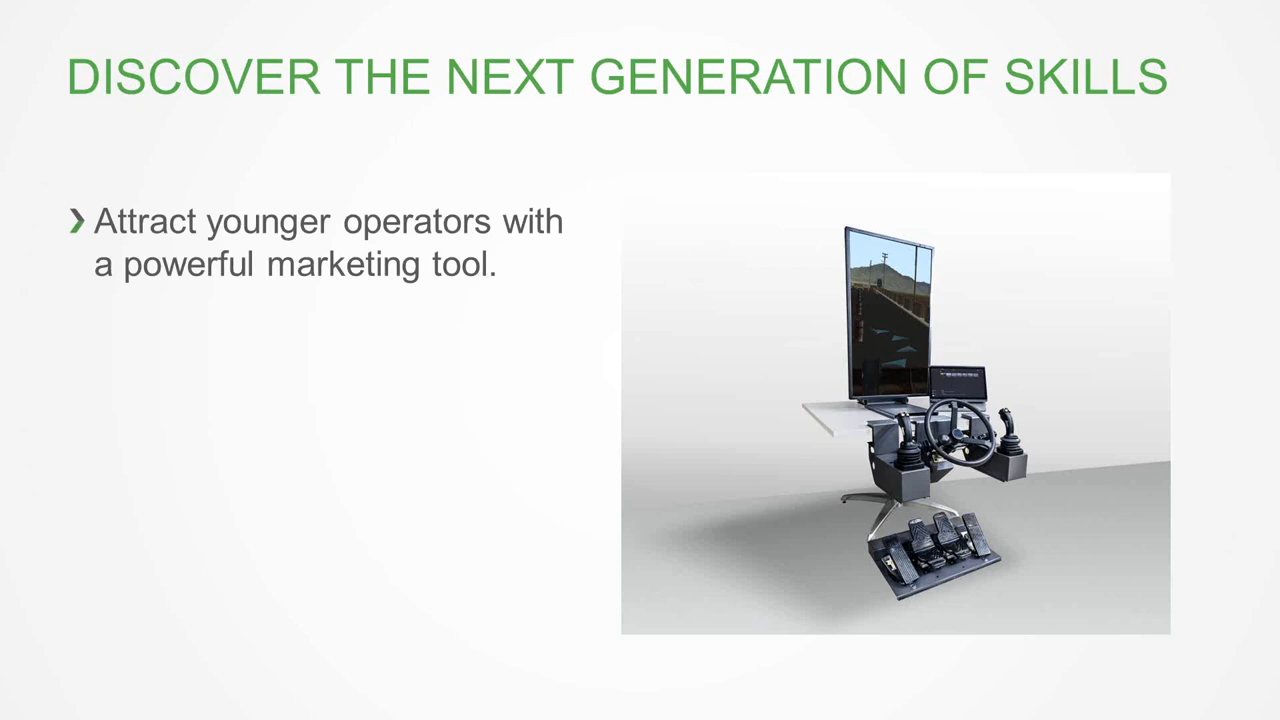 DISCOVER THE NEXT GENERATION OF SKILLS
Attract younger operators with
a powerful marketing tool.